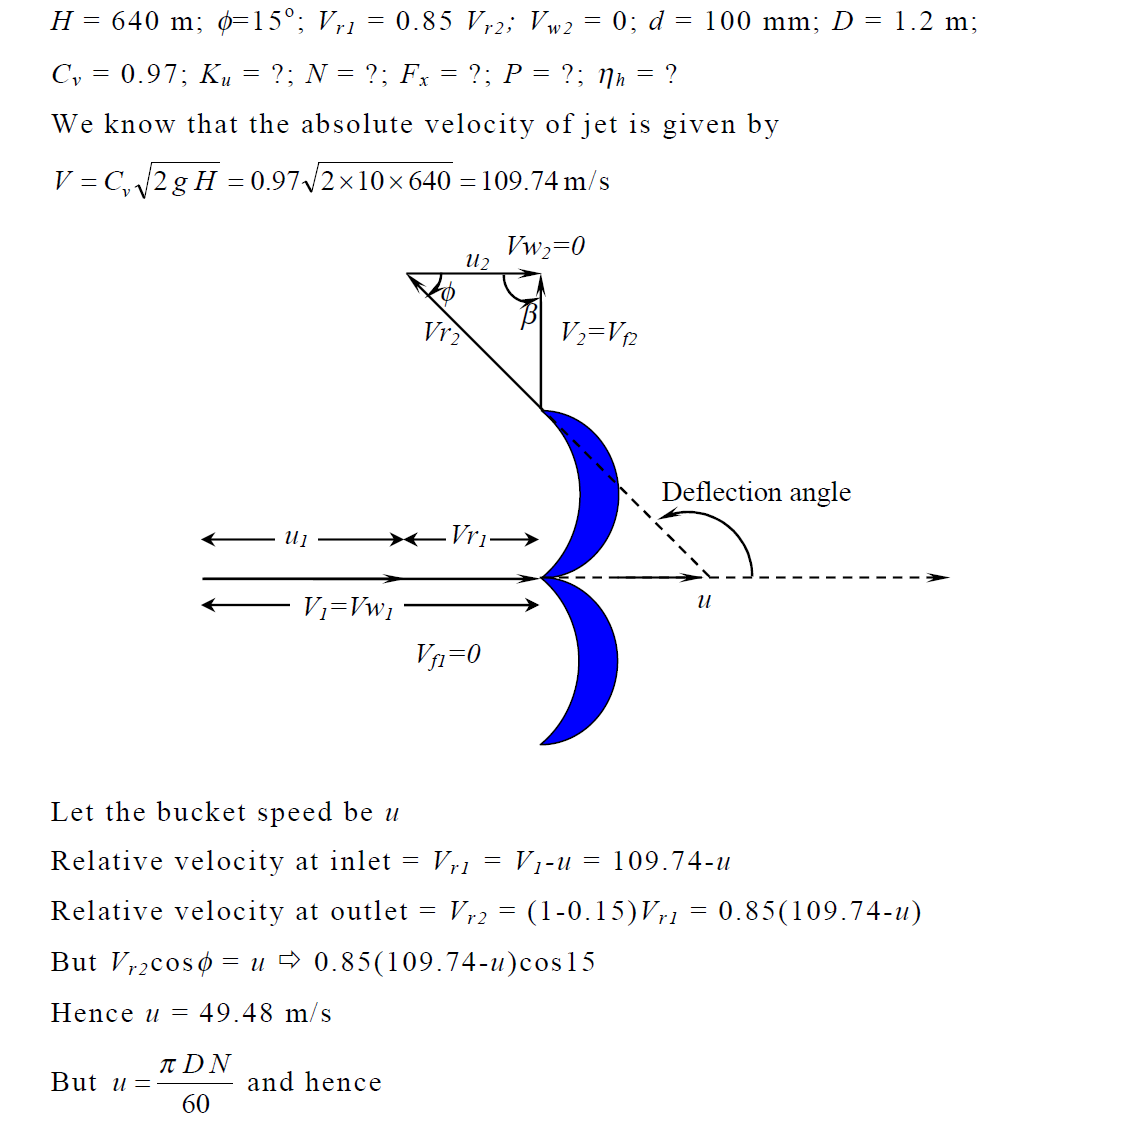 H = 640 m; ϕ=15°; Vr1 = 0.85 Vr2; Vw2 = 0; d = 100 mm; D = 1.2 m;
Cv = 0.97; Ku = ?; N = ?; Fx = ?; P = ?; ηh = ?
We know that the absolute velocity of jet is given by
V = Cv√(2 g H) = 0.97√(2×10×640) = 109.74 m/s
Vw2=0
u2
ϕ
β
Vr2
V2=Vf2
Deflection angle
u1
Vr1
V1=Vw1
u
Vf1=0
Let the bucket speed be u
Relative velocity at inlet = Vr1 = V1-u = 109.74-u
Relative velocity at outlet = Vr2 = (1-0.15)Vr1 = 0.85(109.74-u)
But Vr2cosϕ = u ⇨ 0.85(109.74-u)cos15
Hence u = 49.48 m/s
But u = π D N / 60 and hence